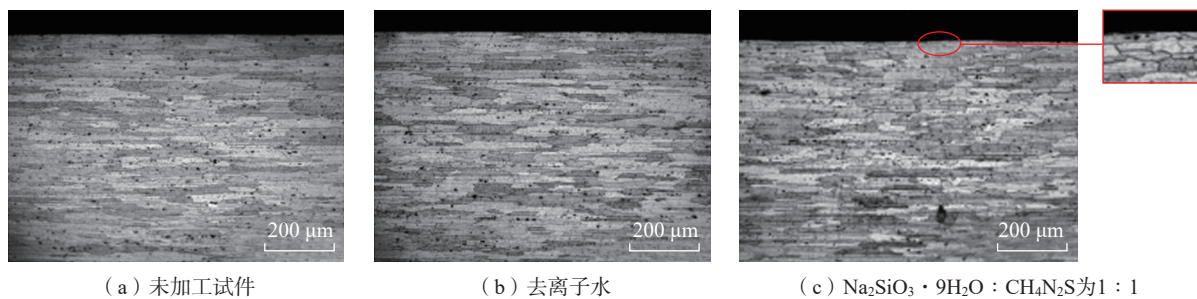 200 μm
200 μm
200 μm
（a）未加工试件
（b）去离子水
（c）Na₂SiO₃・9H₂O：CH₄N₂S为1：1